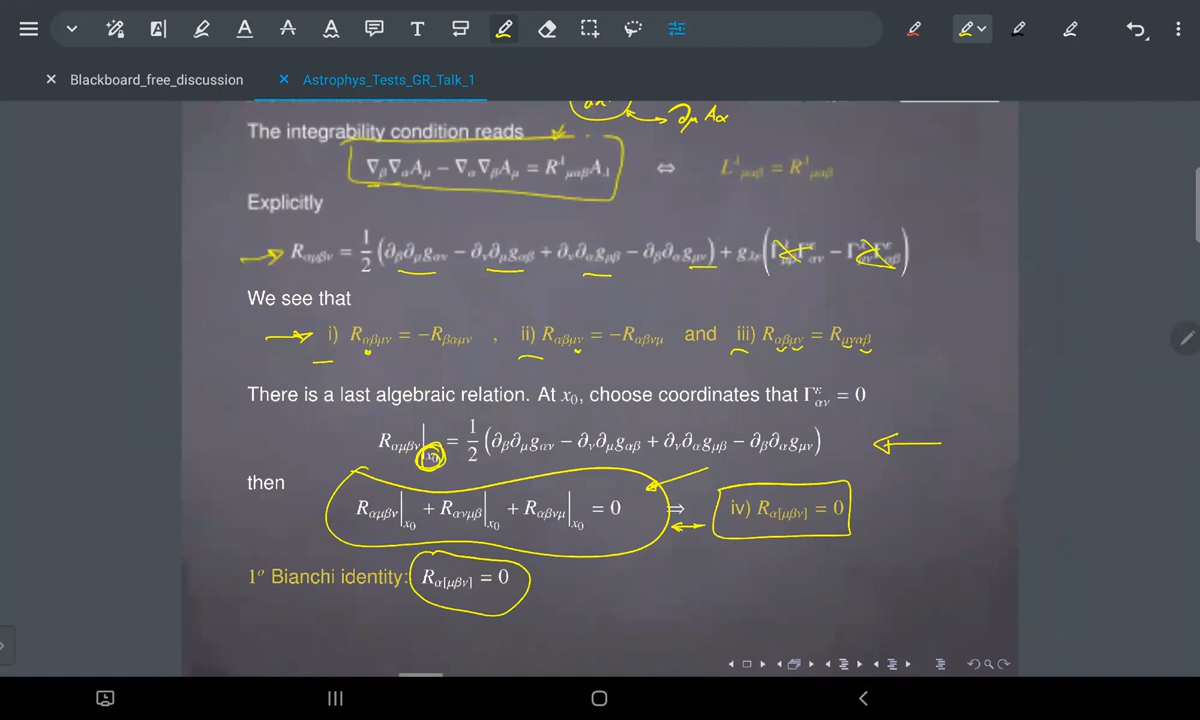 Blackboard_free_discussion
Astrophys_Tests_GR_Talk_1
∂μ Aα
The integrability condition reads
∇_β∇_αA_μ − ∇_α∇_βA_μ = R^λ_{μαβ}A_λ ⇔ L^λ_{μαβ} = R^λ_{μαβ}
Explicitly
R_{αμβν} = 1/2 (∂_β∂_μg_{αν} − ∂_ν∂_μg_{αβ} + ∂_ν∂_αg_{μβ} − ∂_β∂_αg_{μν}) + g_{λε}
We see that
i) R_{αβμν} = −R_{βαμν} , ii) R_{αβμν} = −R_{αβνμ} and iii) R_{αβμν} = R_{μναβ}
There is a last algebraic relation. At x_0, choose coordinates that Γ^ε_{αν} = 0
R_{αμβν}|_{x_0} = 1/2 (∂_β∂_μg_{αν} − ∂_ν∂_μg_{αβ} + ∂_ν∂_αg_{μβ} − ∂_β∂_αg_{μν})
then
R_{αμβν}|_{x_0} + R_{ανμβ}|_{x_0} + R_{αβνμ}|_{x_0} = 0 ⇒ iv) R_{α[μβν]} = 0
1º Bianchi identity: R_{α[μβν]} = 0